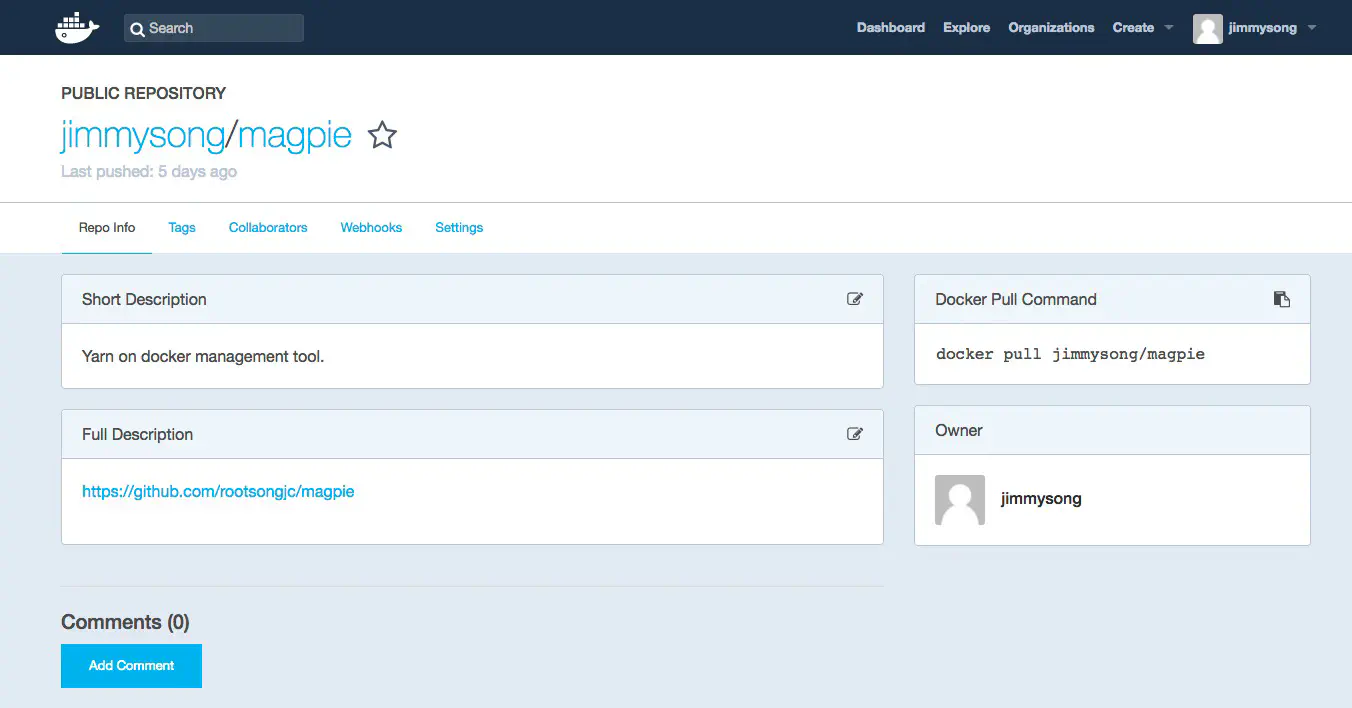 Search
Dashboard Explore Organizations Create jimmysong
PUBLIC REPOSITORY
jimmysong/magpie
Last pushed: 5 days ago
Repo Info Tags Collaborators Webhooks Settings
Short Description
Yarn on docker management tool.
Full Description
https://github.com/rootsongjc/magpie
Docker Pull Command
docker pull jimmysong/magpie
Owner
jimmysong
Comments (0)
Add Comment